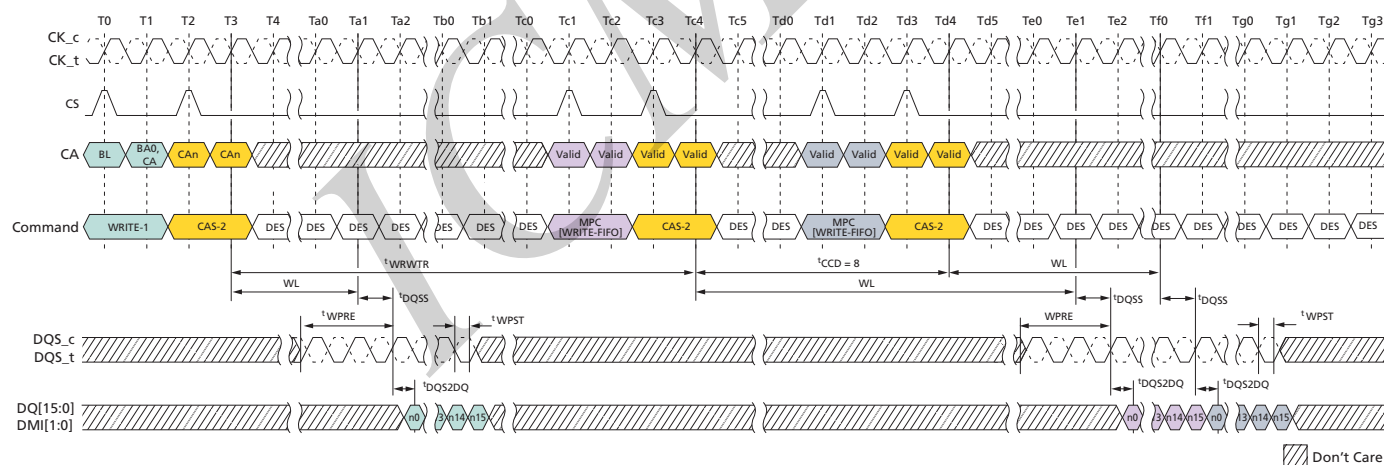 T0 T1 T2 T3 T4 Ta0 Ta1 Ta2 Tb0 Tb1 Tc0 Tc1 Tc2 Tc3 Tc4 Tc5 Td0 Td1 Td2 Td3 Td4 Td5 Te0 Te1 Te2 Tf0 Tf1 Tg0 Tg1 Tg2 Tg3
CK_c
CK_t
CS
CA BL BA0, CA CAn CAn Valid Valid Valid Valid Valid Valid Valid Valid
Command WRITE-1 CAS-2 DES DES DES DES DES DES DES MPC [WRITE-FIFO] CAS-2 DES DES MPC [WRITE-FIFO] CAS-2 DES DES DES DES DES DES DES DES DES DES
tWRWTR tCCD = 8 WL
WL WL
tDQSS tDQSS tDQSS
tWPRE tWPST WPRE tWPST
DQS_c
DQS_t
tDQS2DQ tDQS2DQ tDQS2DQ
DQ[15:0]
DMI[1:0]
n0 3 n14 n15 n0 3 n14 n15 n0 13 n14 n15
Don't Care